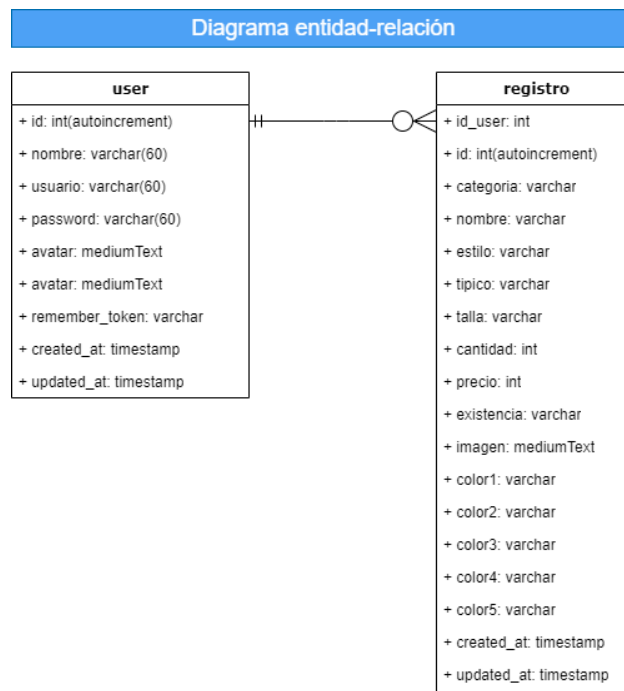 Diagrama entidad-relación
user
+ id: int(autoincrement)
+ nombre: varchar(60)
+ usuario: varchar(60)
+ password: varchar(60)
+ avatar: mediumText
+ avatar: mediumText
+ remember_token: varchar
+ created_at: timestamp
+ updated_at: timestamp
registro
+ id_user: int
+ id: int(autoincrement)
+ categoria: varchar
+ nombre: varchar
+ estilo: varchar
+ tipico: varchar
+ talla: varchar
+ cantidad: int
+ precio: int
+ existencia: varchar
+ imagen: mediumText
+ color1: varchar
+ color2: varchar
+ color3: varchar
+ color4: varchar
+ color5: varchar
+ created_at: timestamp
+ updated_at: timestamp